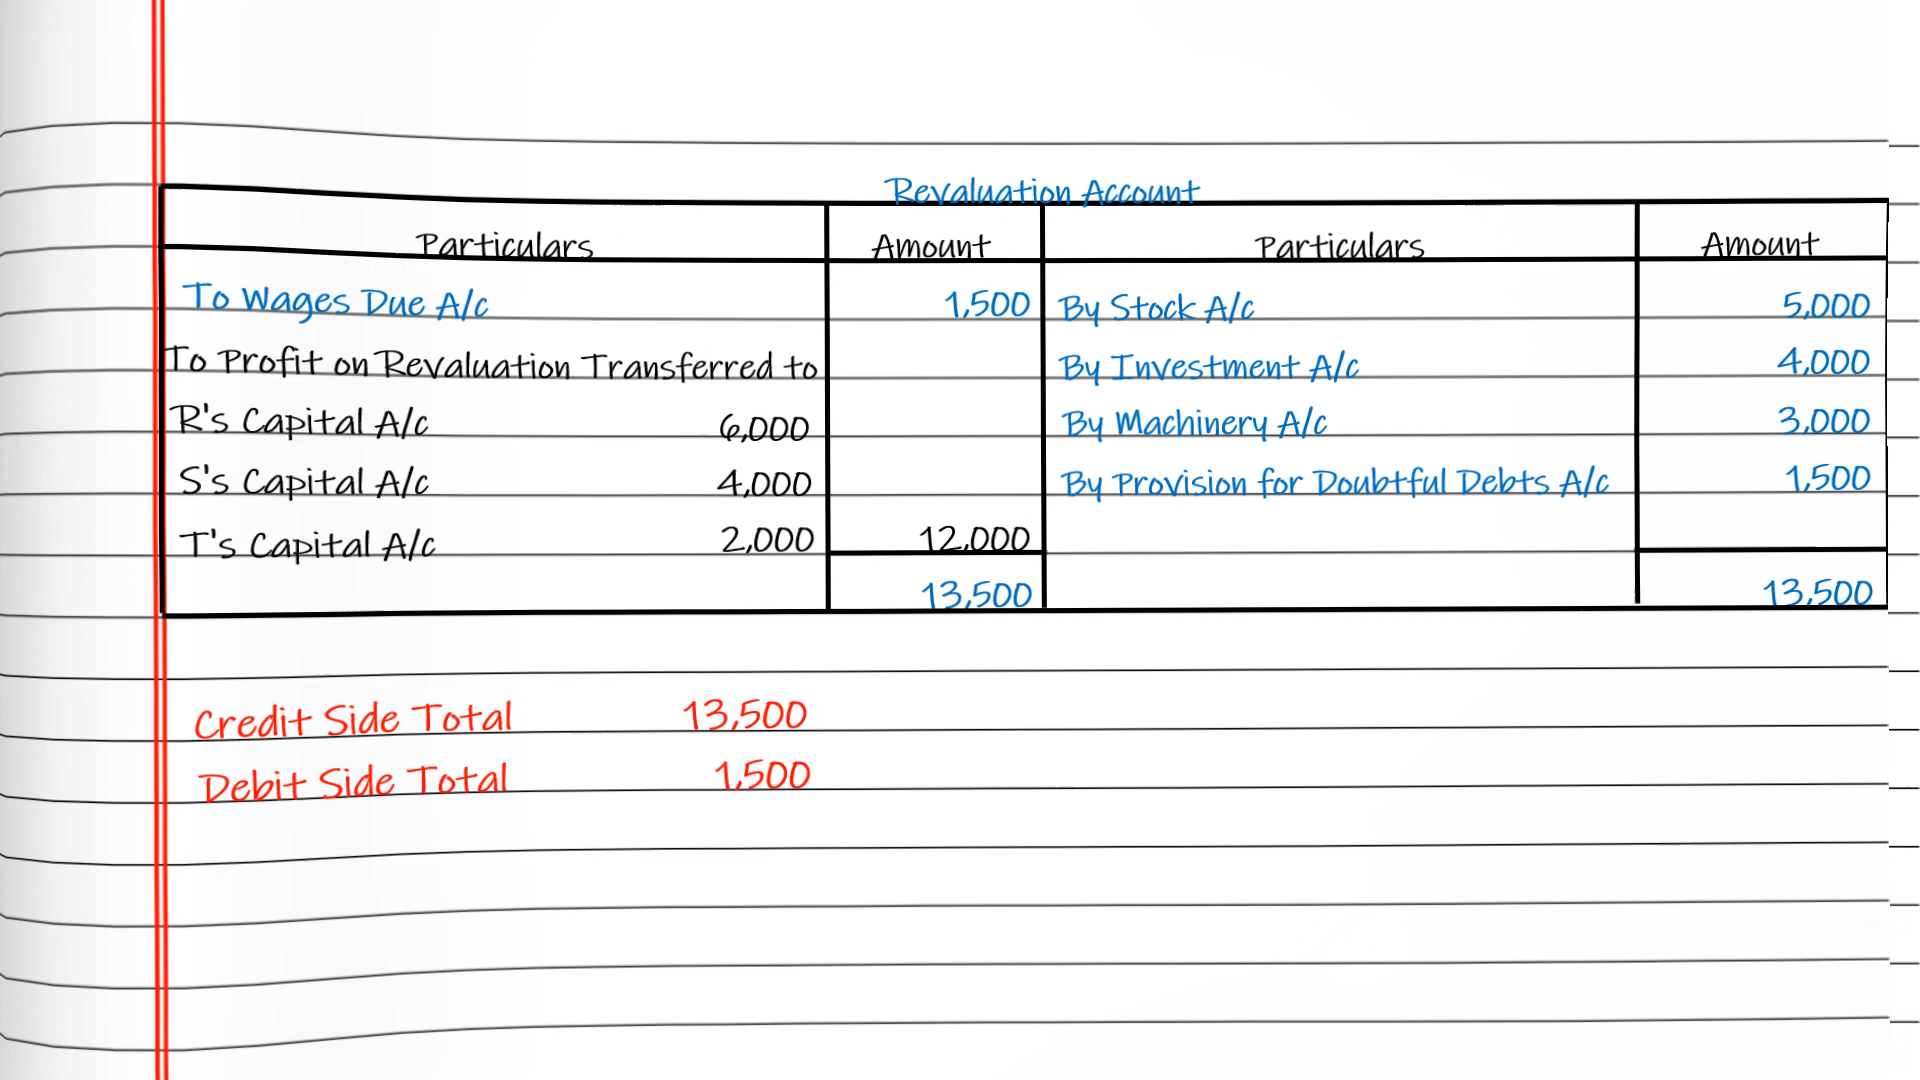 Revaluation Account
Particulars Amount Particulars Amount
To Wages Due A/c 1,500 By Stock A/c 5,000
To Profit on Revaluation Transferred to By Investment A/c 4,000
R's Capital A/c 6,000 By Machinery A/c 3,000
S's Capital A/c 4,000 By Provision for Doubtful Debts A/c 1,500
T's Capital A/c 2,000 12,000
13,500 13,500
Credit Side Total 13,500
Debit Side Total 1,500